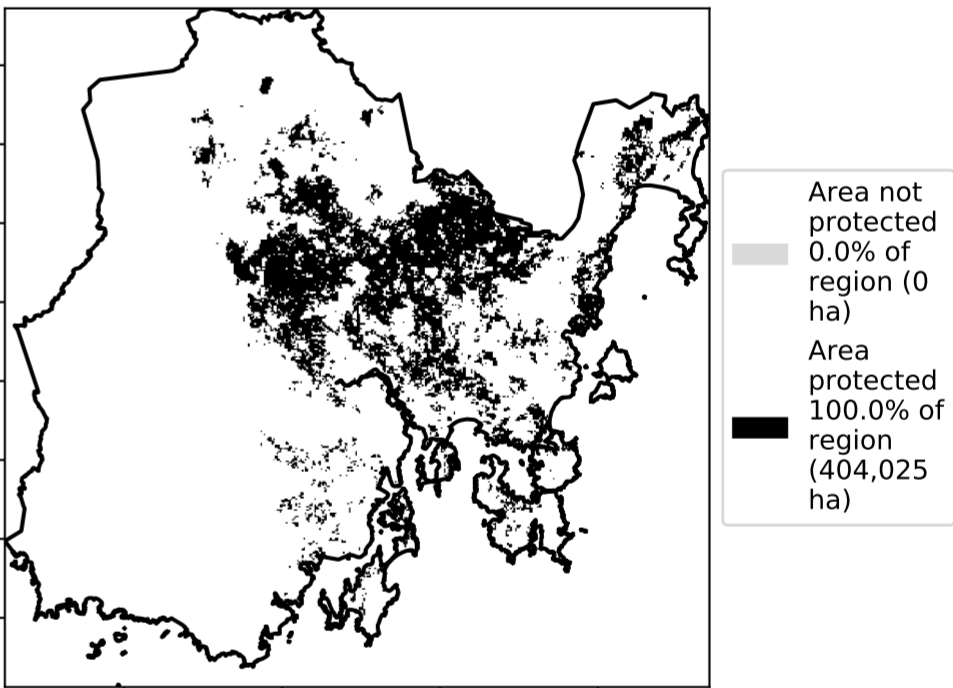 Area not
protected
0.0% of
region (0
ha)
Area
protected
100.0% of
region
(404,025
ha)